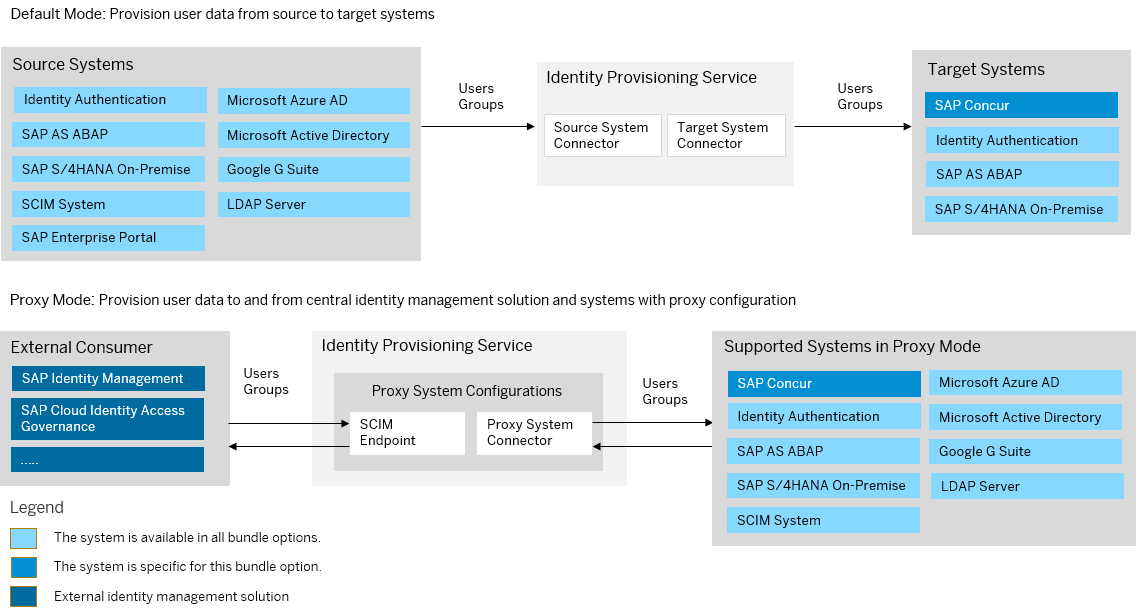 Default Mode: Provision user data from source to target systems
Source Systems
Identity Authentication
SAP AS ABAP
SAP S/4HANA On-Premise
SCIM System
SAP Enterprise Portal
Microsoft Azure AD
Microsoft Active Directory
Google G Suite
LDAP Server
Users
Groups
Identity Provisioning Service
Source System
Connector
Target System
Connector
Users
Groups
Target Systems
SAP Concur
Identity Authentication
SAP AS ABAP
SAP S/4HANA On-Premise
Proxy Mode: Provision user data to and from central identity management solution and systems with proxy configuration
External Consumer
SAP Identity Management
SAP Cloud Identity Access
Governance
.....
Users
Groups
Identity Provisioning Service
Proxy System Configurations
SCIM
Endpoint
Proxy System
Connector
Users
Groups
Supported Systems in Proxy Mode
SAP Concur
Identity Authentication
SAP AS ABAP
SAP S/4HANA On-Premise
SCIM System
Microsoft Azure AD
Microsoft Active Directory
Google G Suite
LDAP Server
Legend
The system is available in all bundle options.
The system is specific for this bundle option.
External identity management solution